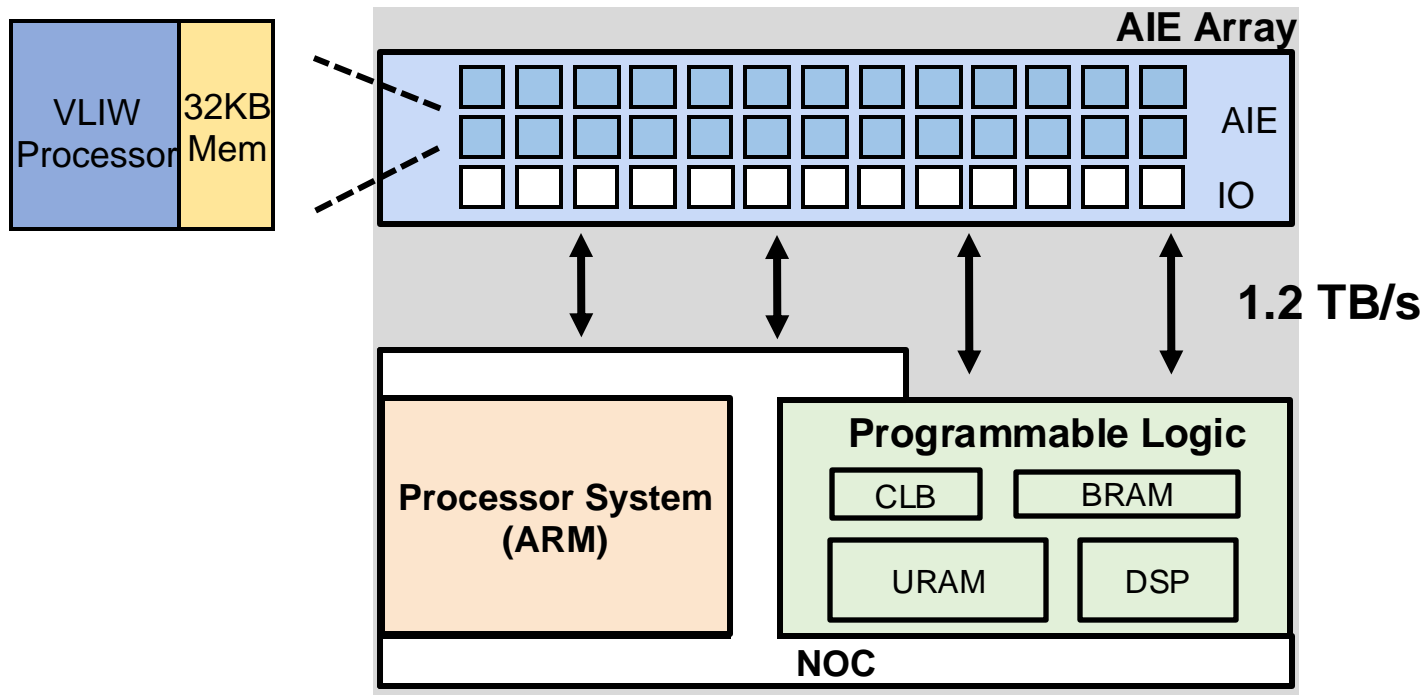 AIE Array
VLIW
Processor
32KB
Mem
AIE
IO
1.2 TB/s
Processor System
(ARM)
Programmable Logic
CLB
BRAM
URAM
DSP
NOC